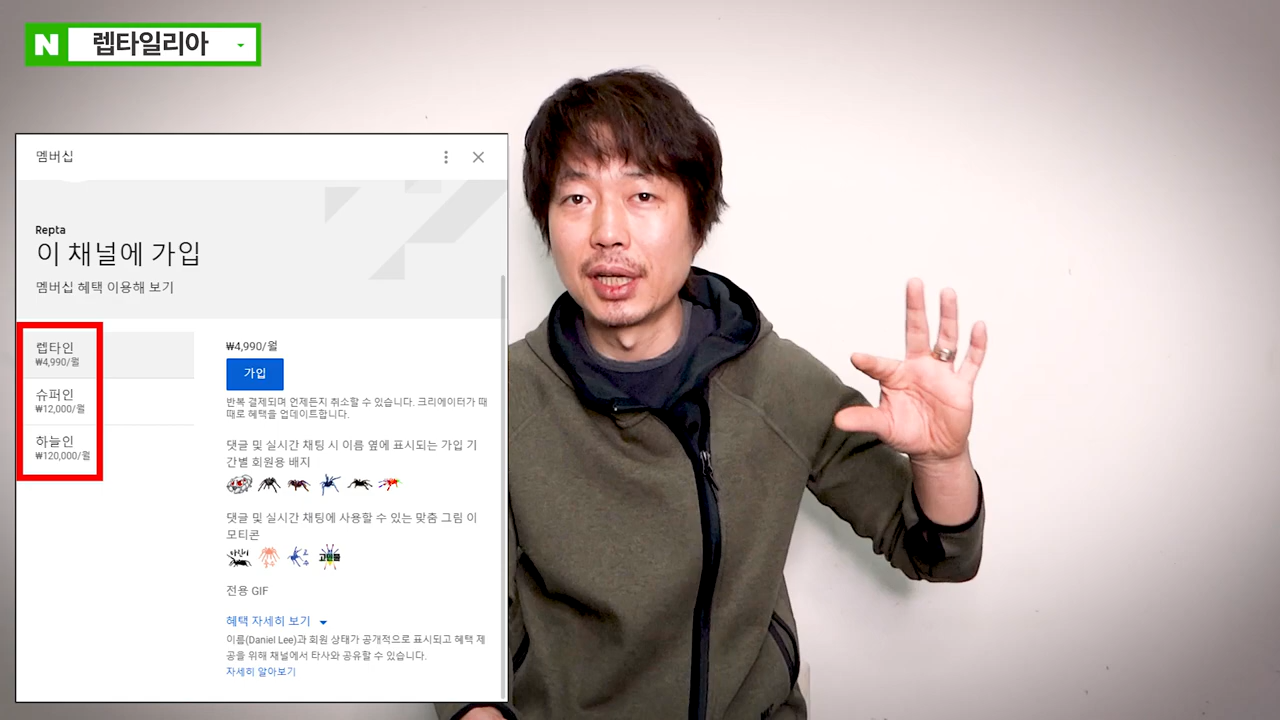 N 렙타일리아
멤버십
Repta
이 채널에 가입
멤버십 혜택 이용해 보기
렙타인
₩4,990/월
슈퍼인
₩12,000/월
하늘인
₩120,000/월
₩4,990/월
가입
반복 결제되며 언제든지 취소할 수 있습니다. 크리에이터가 때
때로 혜택을 업데이트합니다.
댓글 및 실시간 채팅 시 이름 옆에 표시되는 가입 기
간별 회원용 배지
댓글 및 실시간 채팅에 사용할 수 있는 맞춤 그림 이
모티콘
전용 GIF
혜택 자세히 보기
이름(Daniel Lee)과 회원 상태가 공개적으로 표시되고 혜택 제
공을 위해 채널에서 타사와 공유할 수 있습니다.
자세히 알아보기